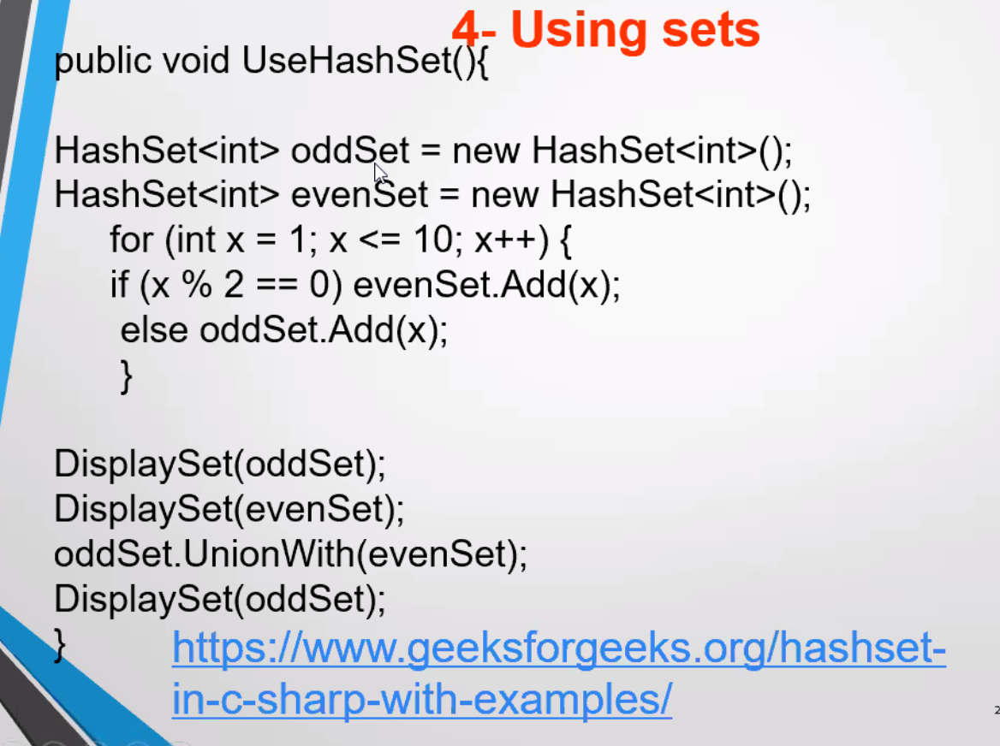 4- Using sets
public void UseHashSet(){
HashSet<int> oddSet = new HashSet<int>();
HashSet<int> evenSet = new HashSet<int>();
for (int x = 1; x <= 10; x++) {
if (x % 2 == 0) evenSet.Add(x);
else oddSet.Add(x);
}
DisplaySet(oddSet);
DisplaySet(evenSet);
oddSet.UnionWith(evenSet);
DisplaySet(oddSet);
}
https://www.geeksforgeeks.org/hashset-
in-c-sharp-with-examples/
2